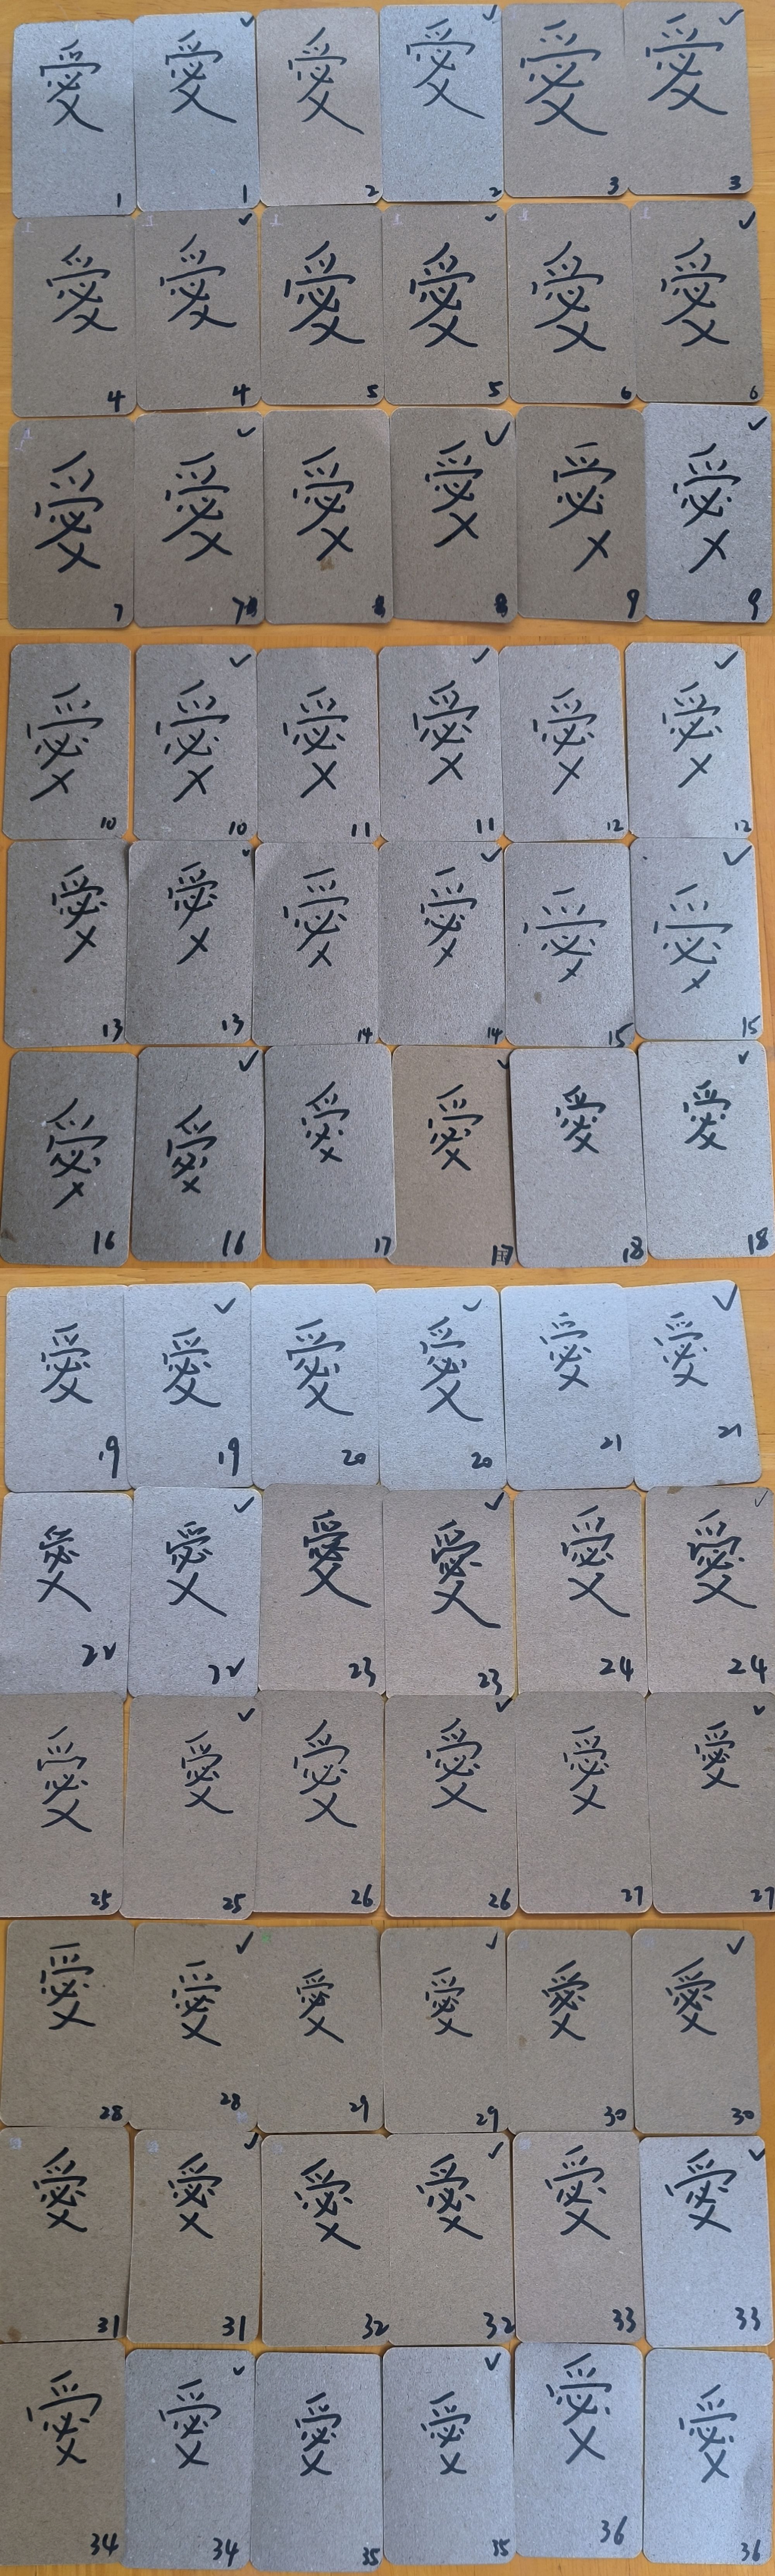 愛 愛 ✓ 愛 愛 ✓ 愛 愛 ✓
1 1 2 2 3 3
愛 愛 ✓ 愛 愛 ✓ 愛 愛 ✓
4 4 5 5 6 6
愛 愛 ✓ 愛 愛 ✓ 愛 愛 ✓
7 7 8 8 9 9
愛 愛 ✓ 愛 愛 ✓ 愛 愛 ✓
10 10 11 11 12 12
愛 愛 ✓ 愛 愛 ✓ 愛 愛 ✓
13 13 14 14 15 15
愛 愛 ✓ 愛 愛 ✓ 愛 愛 ✓
16 16 17 17 18 18
愛 愛 ✓ 愛 愛 ✓ 愛 愛 ✓
19 19 20 20 21 21
愛 愛 ✓ 愛 愛 ✓ 愛 愛 ✓
22 22 23 23 24 24
愛 愛 ✓ 愛 愛 ✓ 愛 愛 ✓
25 25 26 26 27 27
愛 愛 ✓ 愛 愛 ✓ 愛 愛 ✓
28 28 29 29 30 30
愛 愛 ✓ 愛 愛 ✓ 愛 愛 ✓
31 31 32 32 33 33
愛 愛 ✓ 愛 愛 ✓ 愛 愛
34 34 35 35 36 36